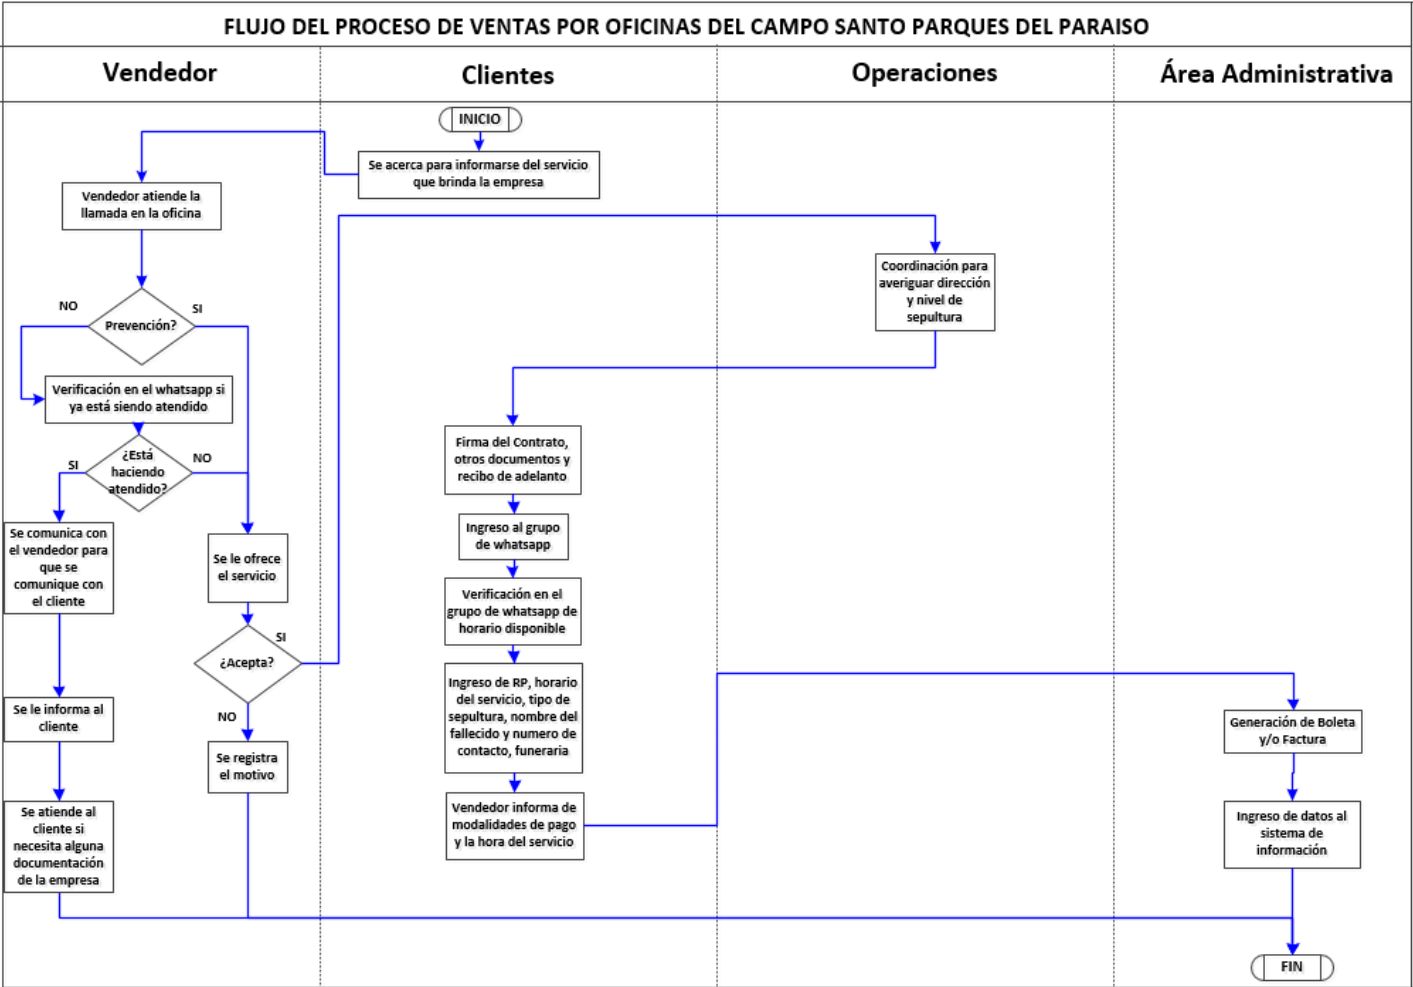 FLUJO DEL PROCESO DE VENTAS POR OFICINAS DEL CAMPO SANTO PARQUES DEL PARAISO
Vendedor
Clientes
Operaciones
Área Administrativa
INICIO
Se acerca para informarse del servicio
que brinda la empresa
Vendedor atiende la
llamada en la oficina
Coordinación para
averiguar dirección
y nivel de
sepultura
NO
SI
Prevención?
Verificación en el whatsapp si
ya está siendo atendido
¿Está
haciendo
atendido?
SI
NO
Firma del Contrato,
otros documentos y
recibo de adelanto
Se comunica con
el vendedor para
que se
comunique con
el cliente
Se le ofrece
el servicio
Ingreso al grupo
de whatsapp
Verificación en el
grupo de whatsapp de
horario disponible
SI
¿Acepta?
NO
Ingreso de RP, horario
del servicio, tipo de
sepultura, nombre del
fallecido y numero de
contacto, funeraria
Se le informa al
cliente
Generación de Boleta
y/o Factura
Se registra
el motivo
Se atiende al
cliente si
necesita alguna
documentación
de la empresa
Vendedor informa de
modalidades de pago
y la hora del servicio
Ingreso de datos al
sistema de
información
FIN